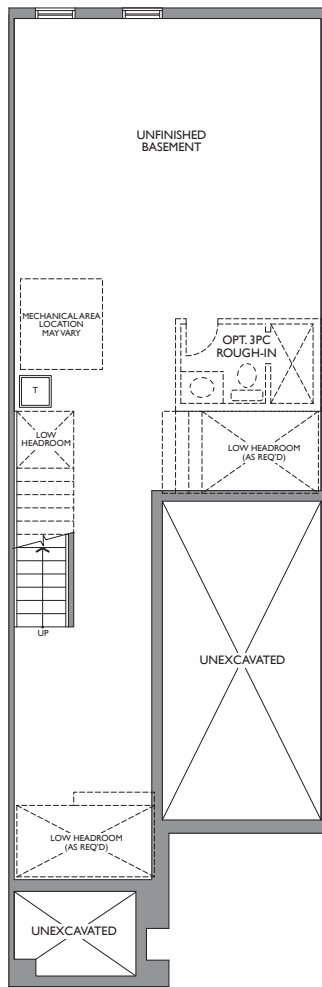 UNFINISHED
BASEMENT
MECHANICAL AREA
LOCATION
MAY VARY
OPT. 3PC
ROUGH-IN
T
LOW
HEADROOM
LOW HEADROOM
(AS REQ'D)
UP
UNEXCAVATED
LOW HEADROOM
(AS REQ'D)
UNEXCAVATED